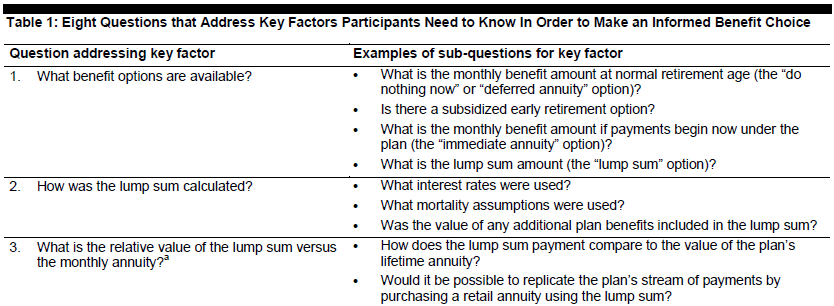 Table 1: Eight Questions that Address Key Factors Participants Need to Know In Order to Make an Informed Benefit Choice
Question addressing key factor
Examples of sub-questions for key factor
1. What benefit options are available?
• What is the monthly benefit amount at normal retirement age (the “do
nothing now” or “deferred annuity” option)?
• Is there a subsidized early retirement option?
• What is the monthly benefit amount if payments begin now under the
plan (the “immediate annuity” option)?
• What is the lump sum amount (the “lump sum” option)?
2. How was the lump sum calculated?
• What interest rates were used?
• What mortality assumptions were used?
• Was the value of any additional plan benefits included in the lump sum?
3. What is the relative value of the lump sum versus
the monthly annuity?a
• How does the lump sum payment compare to the value of the plan’s
lifetime annuity?
• Would it be possible to replicate the plan’s stream of payments by
purchasing a retail annuity using the lump sum?